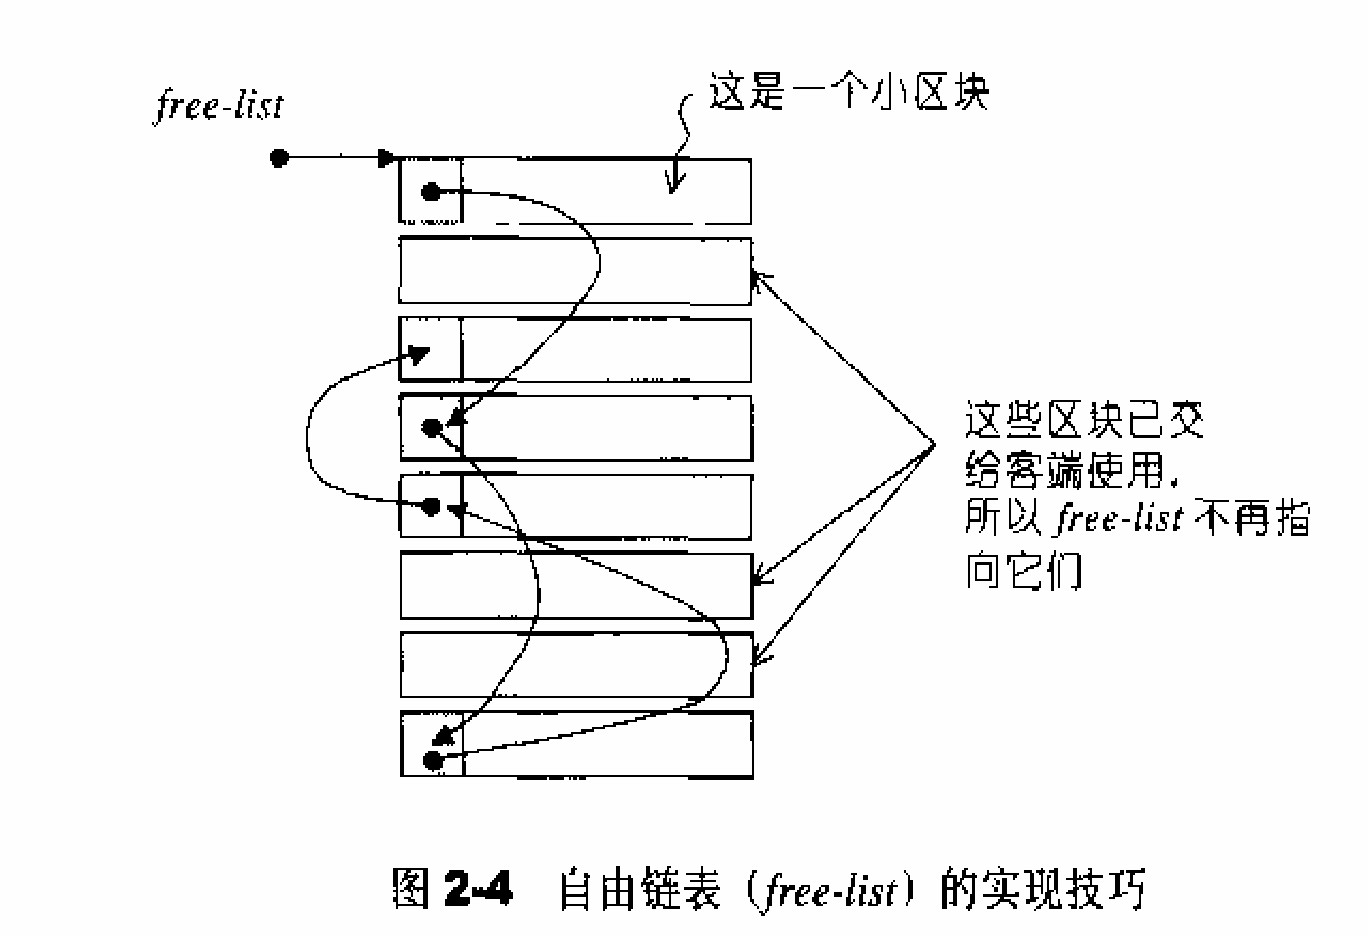 free-list
这是一个小区块
这些区块已交
给客端使用，
所以 free-list 不再指
向它们
图 2-4 自由链表（free-list）的实现技巧